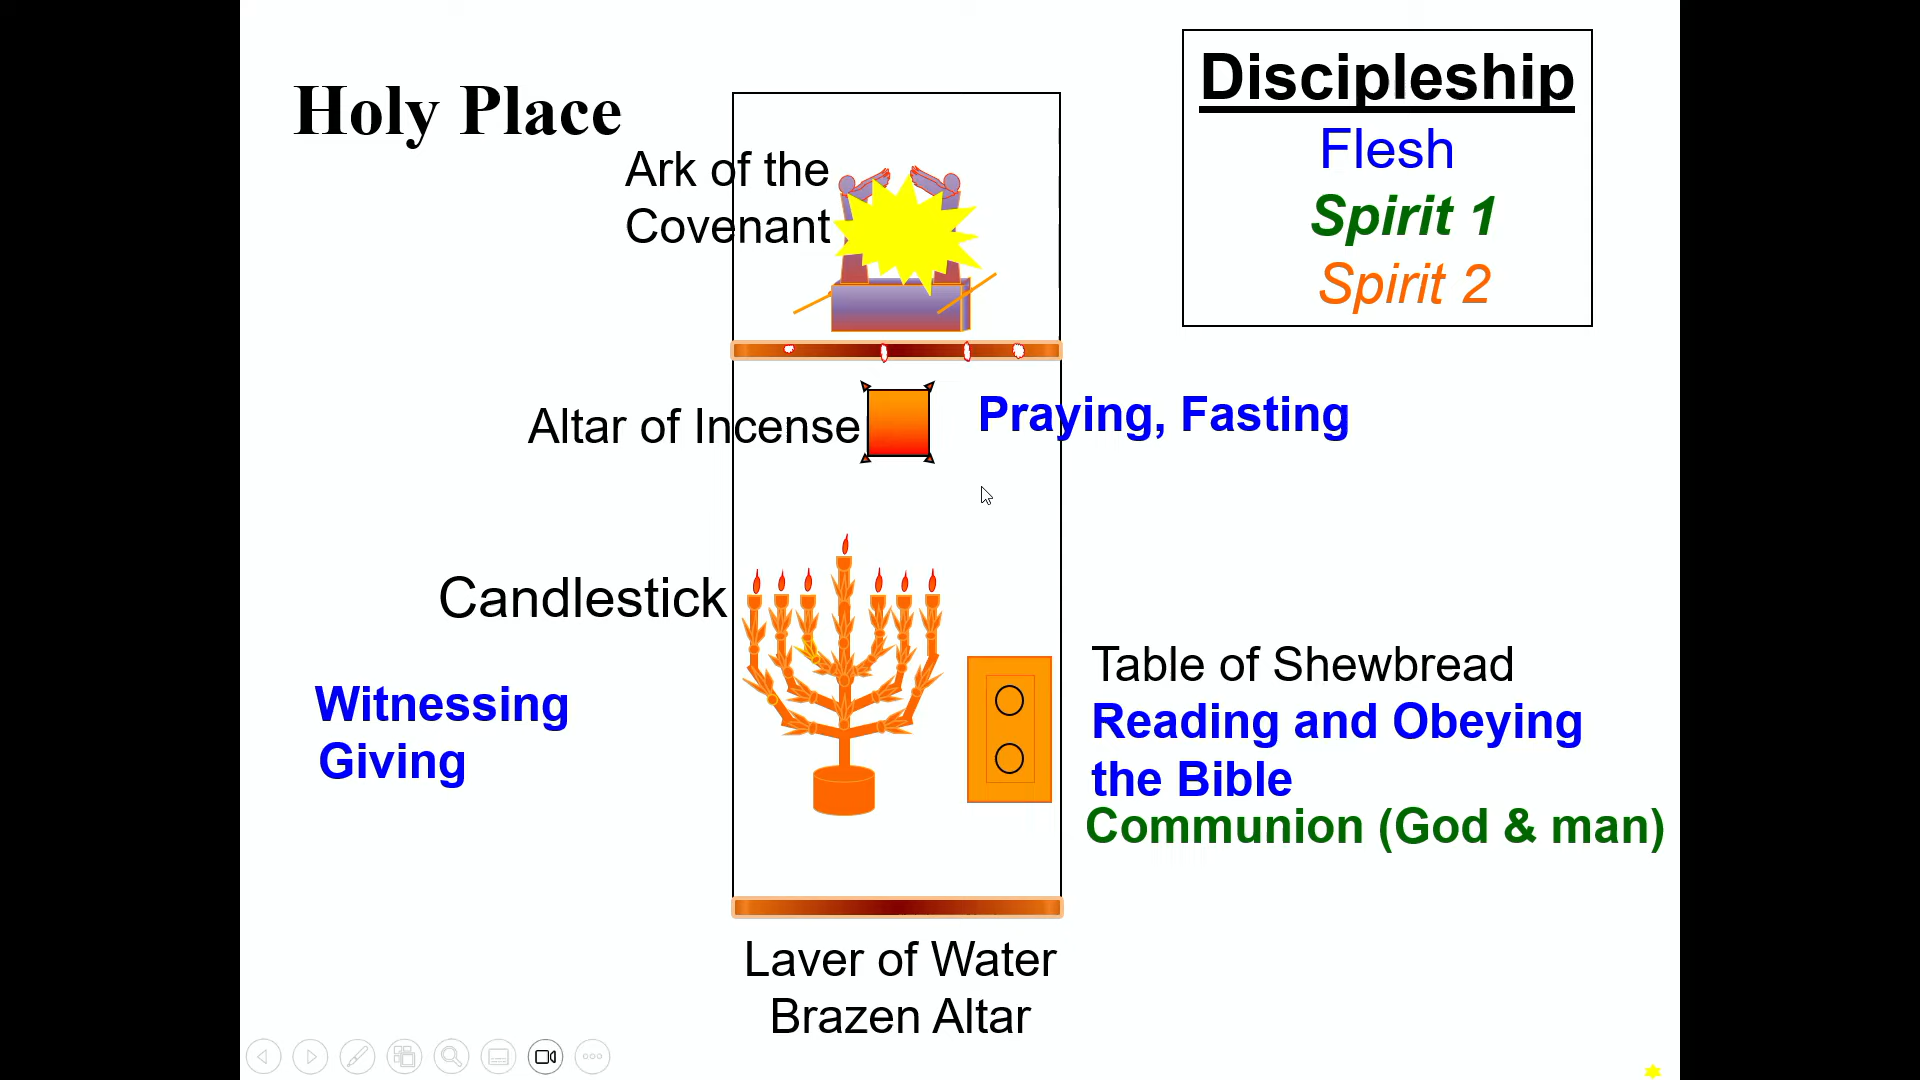 Holy Place
Discipleship
Flesh
Spirit 1
Spirit 2
Ark of the
Covenant
Altar of Incense
Praying, Fasting
Candlestick
Witnessing
Giving
Table of Shewbread
Reading and Obeying
the Bible
Communion (God & man)
Laver of Water
Brazen Altar